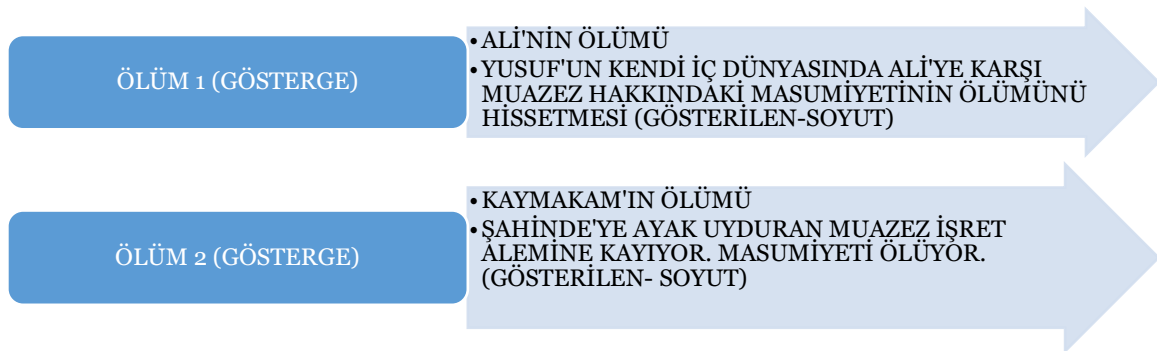 ÖLÜM 1 (GÖSTERGE)
•ALİ'NİN ÖLÜMÜ
•YUSUF'UN KENDİ İÇ DÜNYASINDA ALİ'YE KARŞI
MUAZEZ HAKKINDAKİ MASUMİYETİNİN ÖLÜMÜNÜ
HİSSETMESİ (GÖSTERİLEN-SOYUT)
ÖLÜM 2 (GÖSTERGE)
•KAYMAKAM'IN ÖLÜMÜ
•ŞAHİNDE'YE AYAK UYDURAN MUAZEZ İŞRET
ALEMİNE KAYIYOR. MASUMİYETİ ÖLÜYOR.
(GÖSTERİLEN- SOYUT)